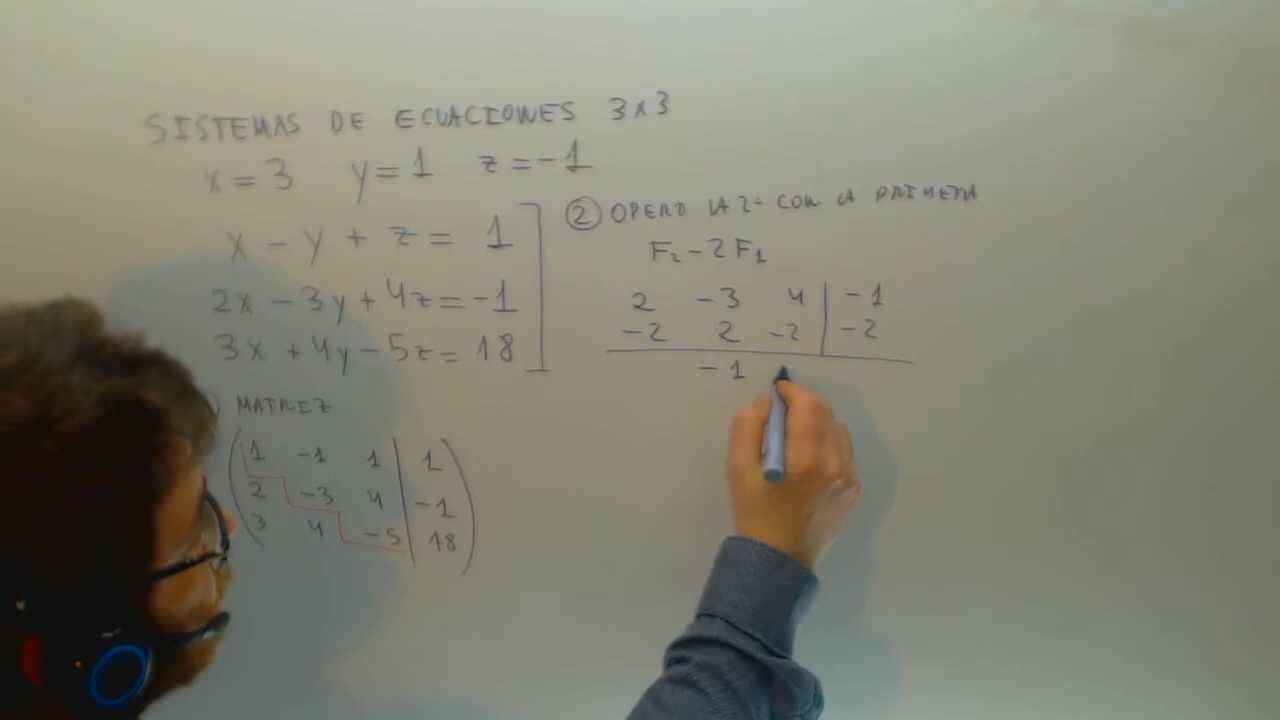 SISTEMAS DE ECUACIONES 3x3
x = 3 y = 1 z = -1
x - y + z = 1
2x - 3y + 4z = -1
3x + 4y - 5z = 18
MATRIZ
1 -1 1 | 1
2 -3 4 | -1
3 4 -5 | 18
② OPERO LA 2ª CON LA PRIMERA
F₂ - 2F₁
2 -3 4 | -1
-2 2 -2 | -2
-1